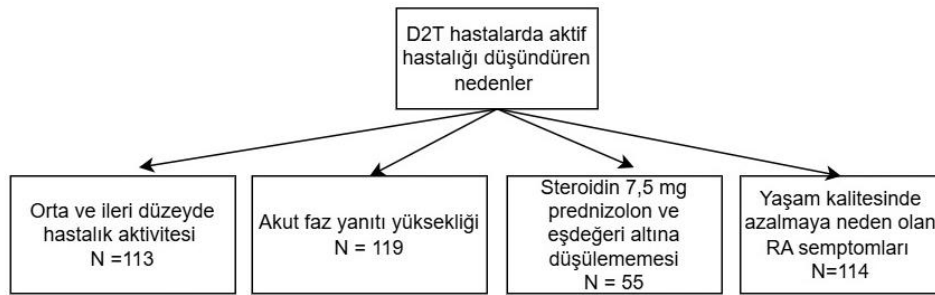 D2T hastalarda aktif
hastalığı düşündüren
nedenler
Orta ve ileri düzeyde
hastalık aktivitesi
N =113
Akut faz yanıtı yüksekliği
N = 119
Steroidin 7,5 mg
prednizolon ve
eşdeğeri altına
düşülememesi
N = 55
Yaşam kalitesinde
azalmaya neden olan
RA semptomları
N=114